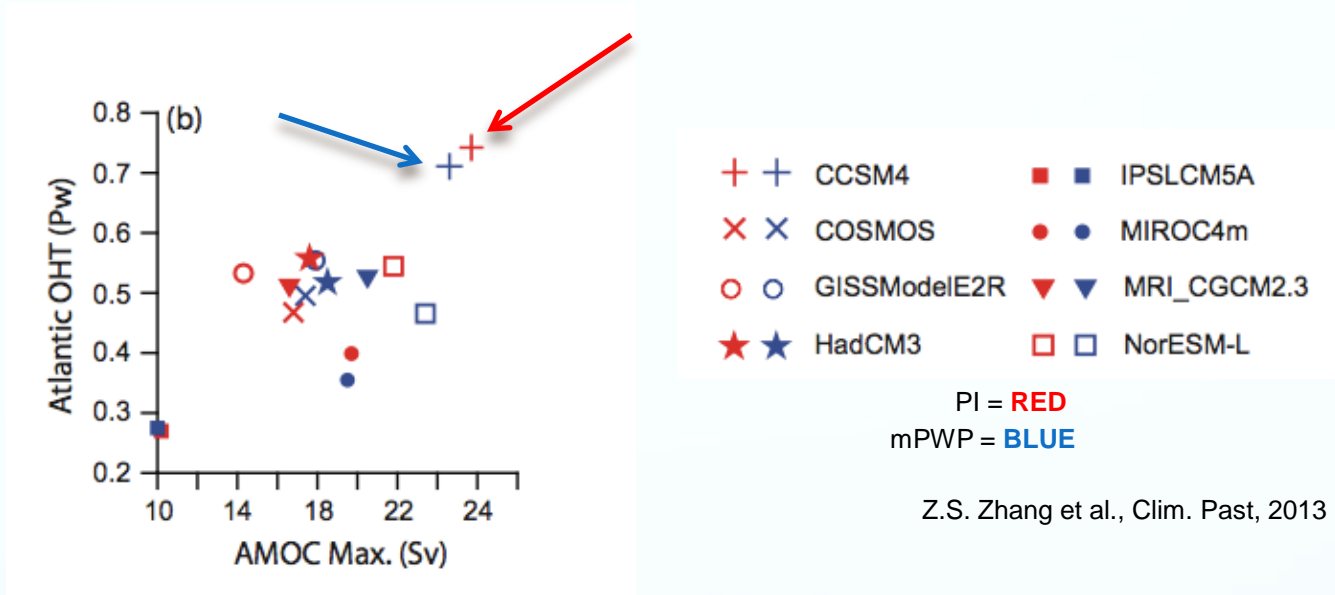 (b)
0.8
0.7
0.6
0.5
0.4
0.3
0.2
Atlantic OHT (Pw)
10 14 18 22 24
AMOC Max. (Sv)
CCSM4 IPSLCM5A
COSMOS MIROC4m
GISSModelE2R MRI_CGCM2.3
HadCM3 NorESM-L
PI = RED
mPWP = BLUE
Z.S. Zhang et al., Clim. Past, 2013